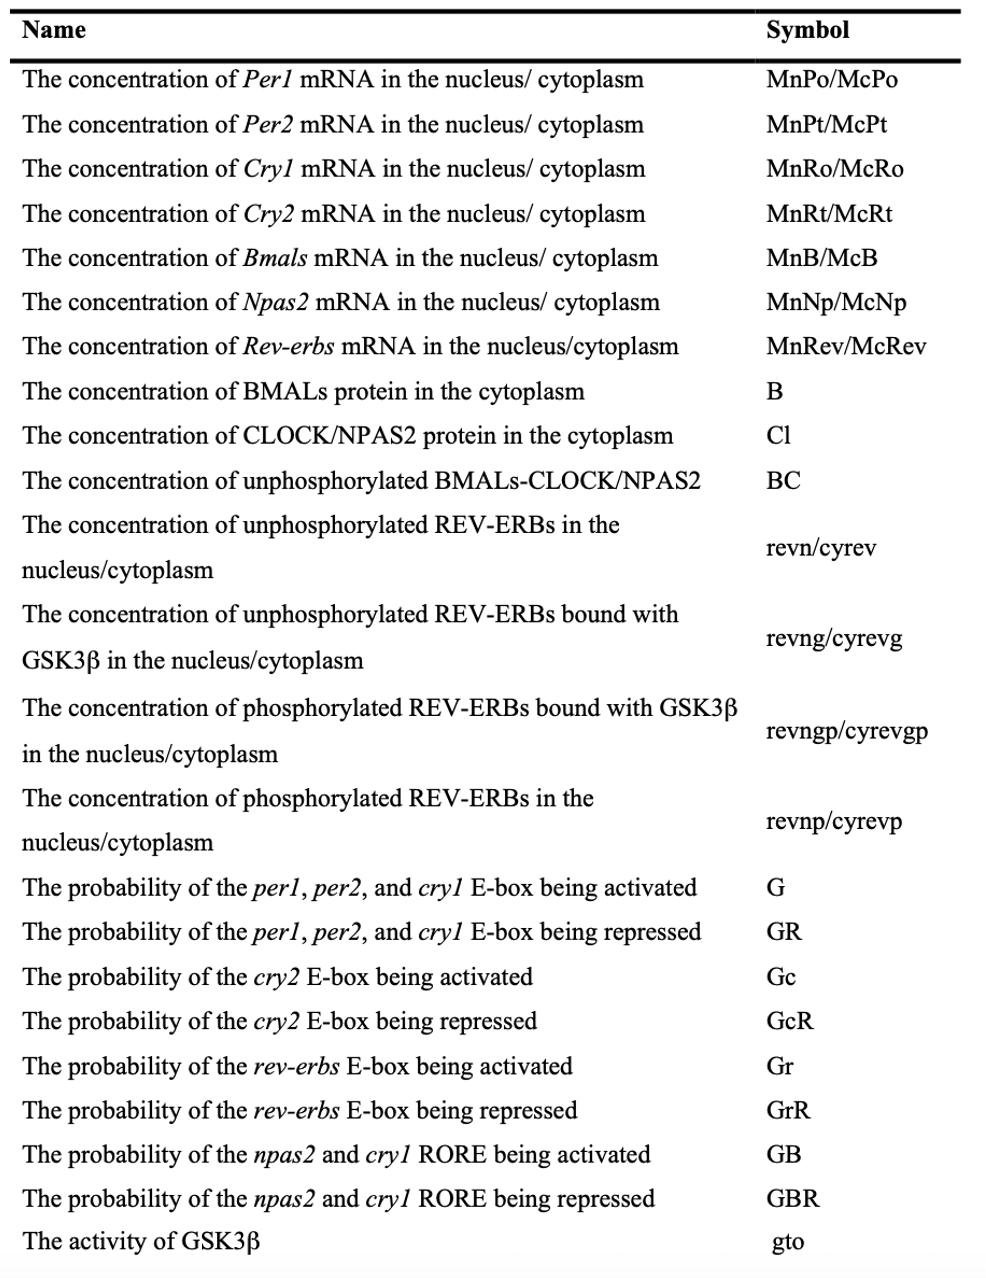 Name Symbol
The concentration of Per1 mRNA in the nucleus/ cytoplasm MnPo/McPo
The concentration of Per2 mRNA in the nucleus/ cytoplasm MnPt/McPt
The concentration of Cry1 mRNA in the nucleus/ cytoplasm MnRo/McRo
The concentration of Cry2 mRNA in the nucleus/ cytoplasm MnRt/McRt
The concentration of Bmals mRNA in the nucleus/ cytoplasm MnB/McB
The concentration of Npas2 mRNA in the nucleus/ cytoplasm MnNp/McNp
The concentration of Rev-erbs mRNA in the nucleus/cytoplasm MnRev/McRev
The concentration of BMALs protein in the cytoplasm B
The concentration of CLOCK/NPAS2 protein in the cytoplasm Cl
The concentration of unphosphorylated BMALs-CLOCK/NPAS2 BC
The concentration of unphosphorylated REV-ERBs in the
nucleus/cytoplasm
revn/cyrev
The concentration of unphosphorylated REV-ERBs bound with
GSK3β in the nucleus/cytoplasm
revng/cyrevg
The concentration of phosphorylated REV-ERBs bound with GSK3β
in the nucleus/cytoplasm
revngp/cyrevgp
The concentration of phosphorylated REV-ERBs in the
nucleus/cytoplasm
revnp/cyrevp
The probability of the per1, per2, and cry1 E-box being activated G
The probability of the per1, per2, and cry1 E-box being repressed GR
The probability of the cry2 E-box being activated Gc
The probability of the cry2 E-box being repressed GcR
The probability of the rev-erbs E-box being activated Gr
The probability of the rev-erbs E-box being repressed GrR
The probability of the npas2 and cry1 RORE being activated GB
The probability of the npas2 and cry1 RORE being repressed GBR
The activity of GSK3β gto